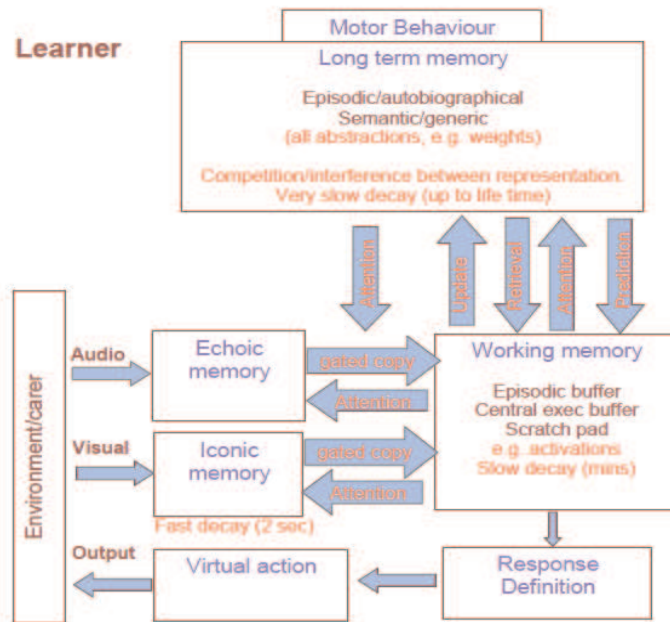 Learner
Motor Behaviour
Long term memory
Episodic/autobiographical
Semantic/generic
(all abstractions, e.g. weights)
Competition/interference between representation.
Very slow decay (up to life time)
Attention
Update
Retrieval
Attention
Prediction
Environment/carer
Audio
Echoic
memory
gated copy
Attention
Working memory
Episodic buffer
Central exec buffer
Scratch pad
e.g. activations
Slow decay (mins)
Visual
Iconic
memory
gated copy
Attention
Fast decay (2 sec)
Output
Virtual action
Response
Definition